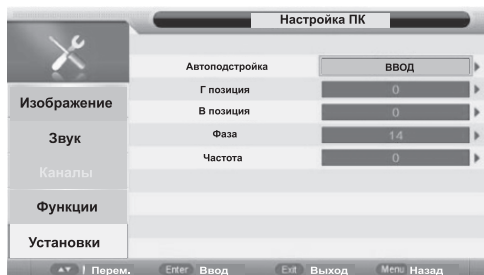 Настройка ПК
Автоподстройка ВВОД
Г позиция 0
В позиция 0
Фаза 14
Частота 0
Изображение
Звук
Каналы
Функции
Установки
Перем. Enter Ввод Exit Выход Menu Назад